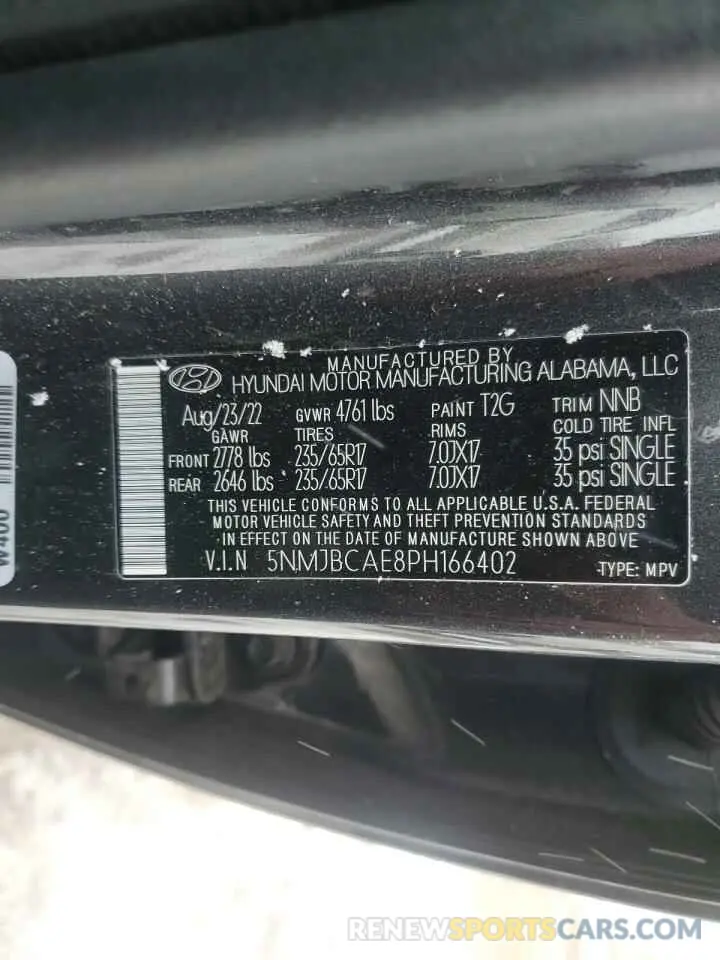 MANUFACTURED BY
HYUNDAI MOTOR MANUFACTURING ALABAMA, LLC
Aug/23/22 GVWR 4761 lbs PAINT T2G TRIM NNB
GAWR TIRES RIMS COLD TIRE INFL
FRONT 2778 lbs 235/65R17 7.0JX17 35 psi SINGLE
REAR 2646 lbs 235/65R17 7.0JX17 35 psi SINGLE
THIS VEHICLE CONFORMS TO ALL APPLICABLE U.S.A. FEDERAL
MOTOR VEHICLE SAFETY AND THEFT PREVENTION STANDARDS
IN EFFECT ON THE DATE OF MANUFACTURE SHOWN ABOVE
V.I.N 5NMJBCAE8PH166402 TYPE: MPV
W400
RENEWSPORTSCARS.COM